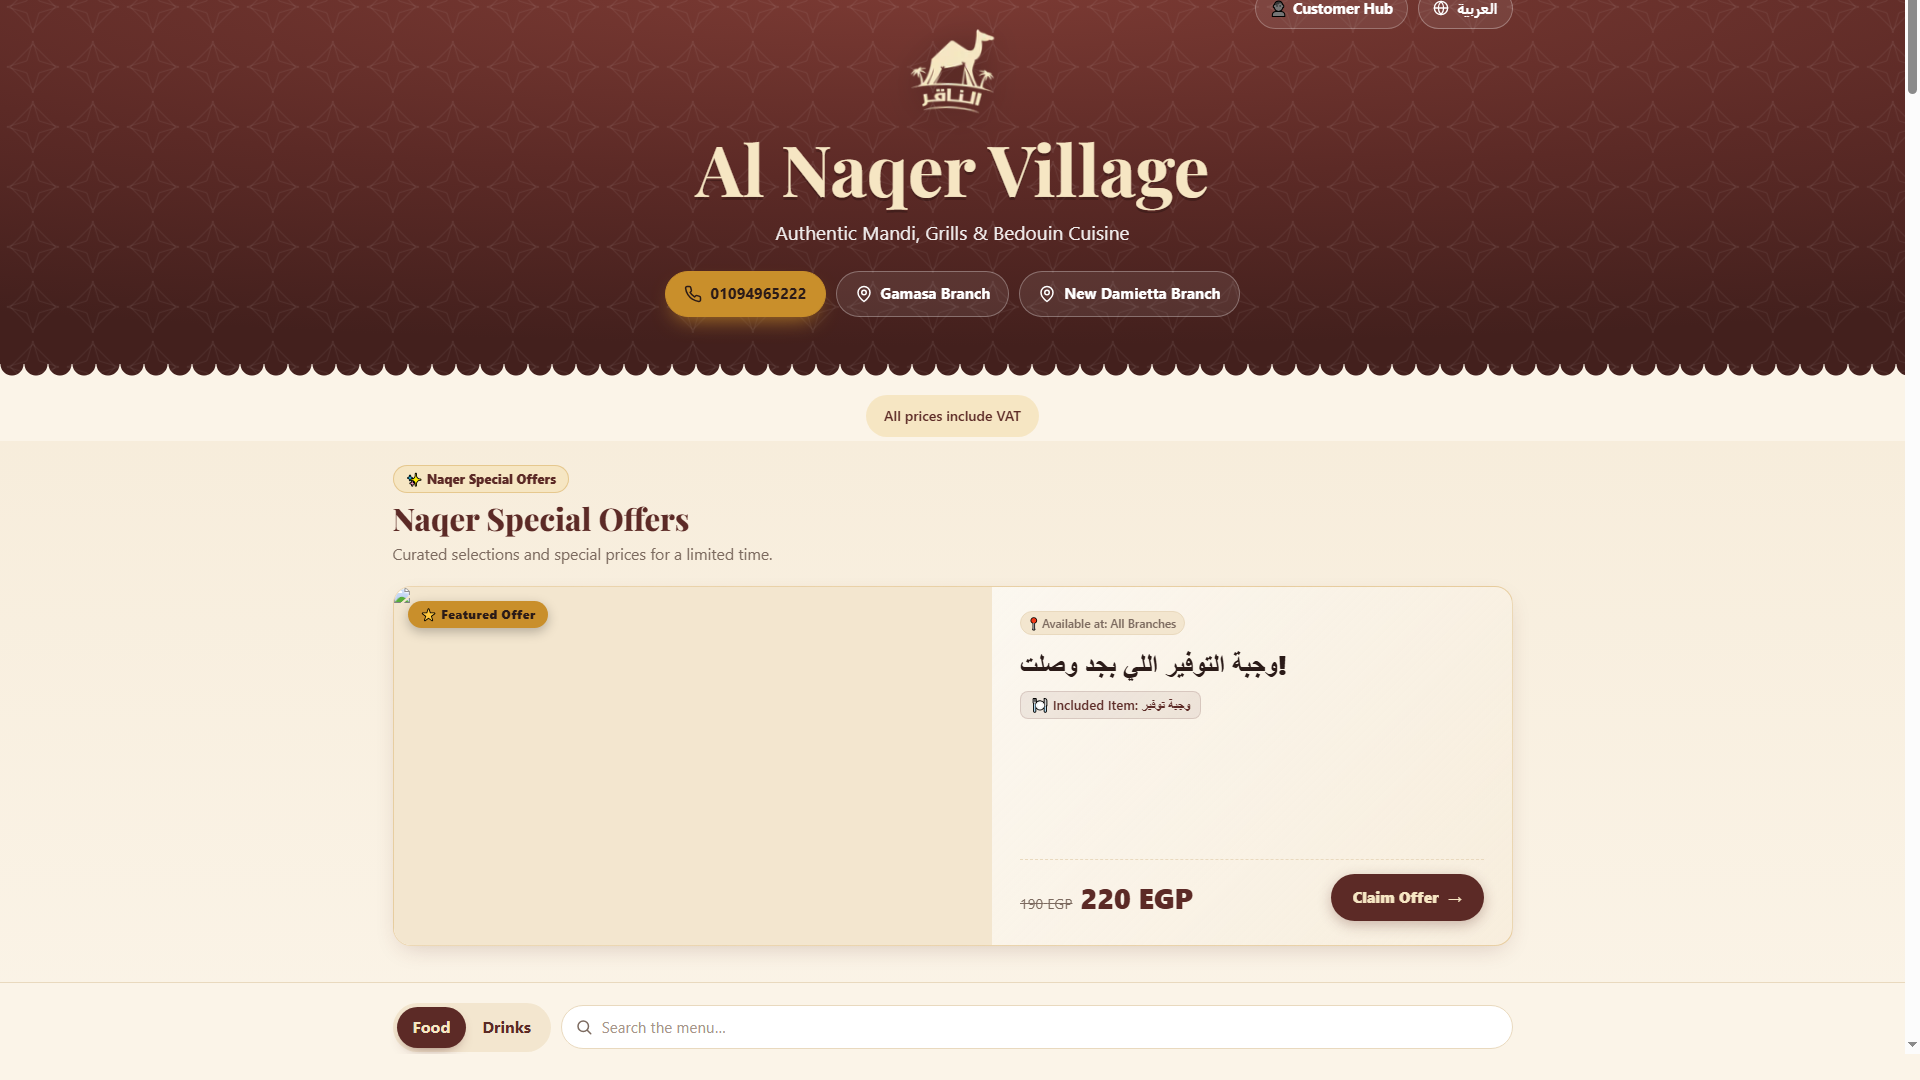 Customer Hub
العربية
الناقر
Al Naqer Village
Authentic Mandi, Grills & Bedouin Cuisine
01094965222
Gamasa Branch
New Damietta Branch
All prices include VAT
Naqer Special Offers
Naqer Special Offers
Curated selections and special prices for a limited time.
Featured Offer
Available at: All Branches
وجبة التوفير اللي بجد وصلت!
Included Item: وجبة توفير
190 EGP 220 EGP
Claim Offer →
Food
Drinks
Search the menu...